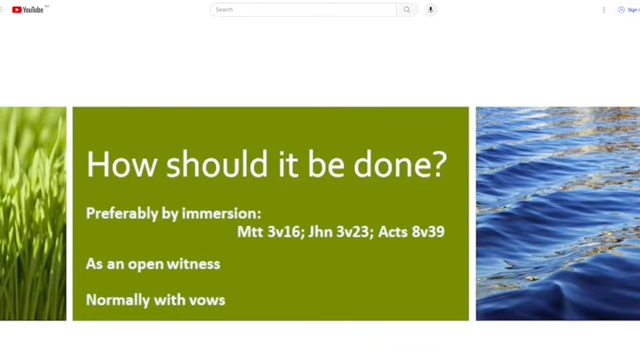 YouTube
Search
Sign i
How should it be done?
Preferably by immersion:
Mtt 3v16; Jhn 3v23; Acts 8v39
As an open witness
Normally with vows